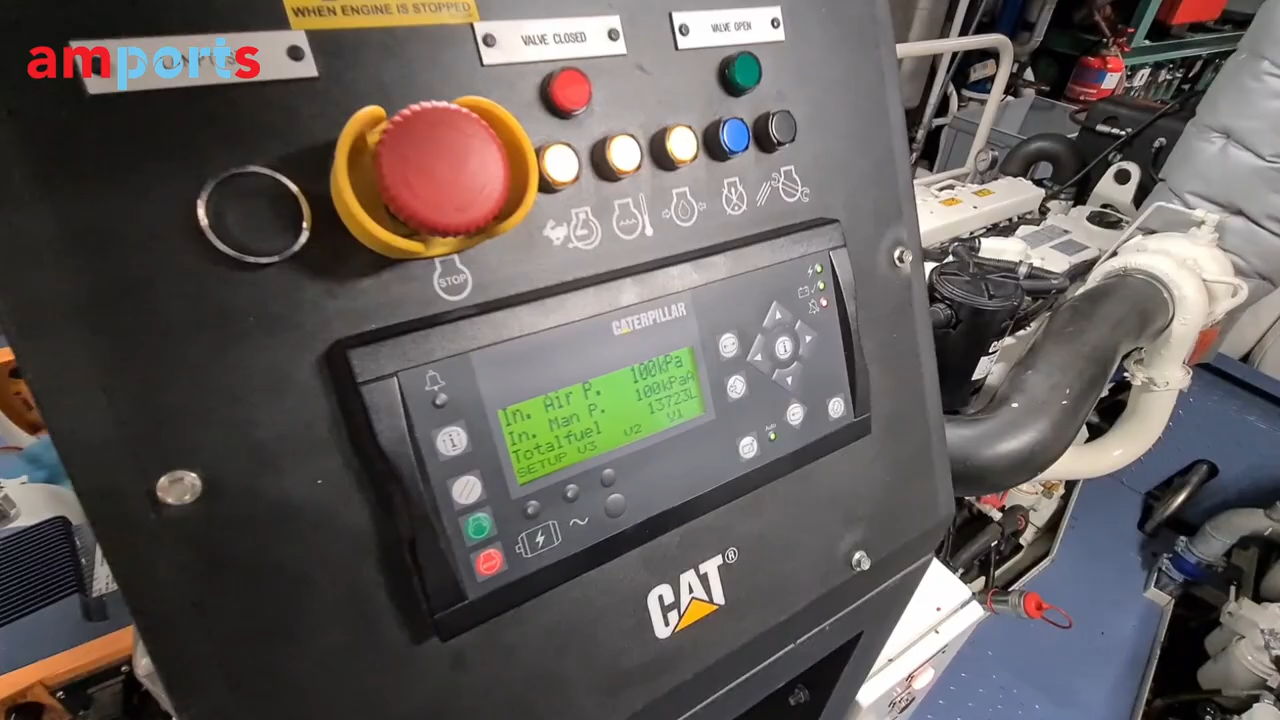 WHEN ENGINE IS STOPPED
amports
VALVE CLOSED
VALVE OPEN
STOP
CATERPILLAR
In. Air P. 100kPa
In. Man P. 100kPaA
Totalfuel 13723L
SETUP V3 V2 V1
Auto
CAT®